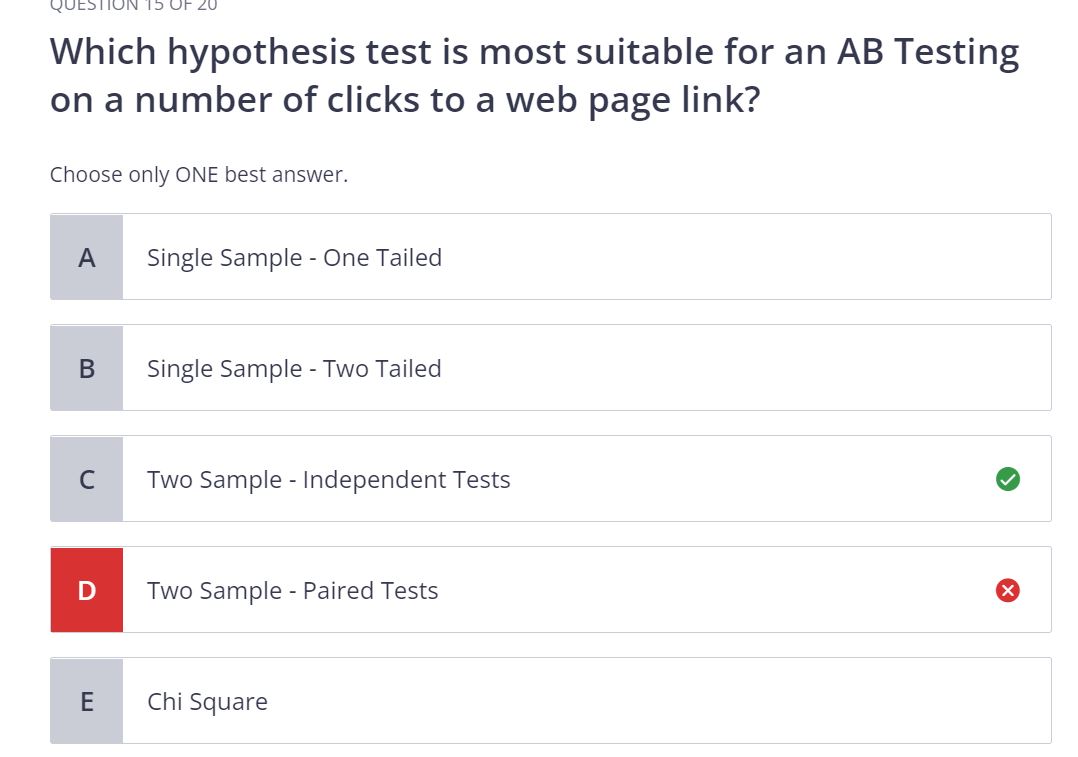 QUESTION 15 OF 20
Which hypothesis test is most suitable for an AB Testing
on a number of clicks to a web page link?
Choose only ONE best answer.
A Single Sample - One Tailed
B Single Sample - Two Tailed
C Two Sample - Independent Tests
D Two Sample - Paired Tests
E Chi Square